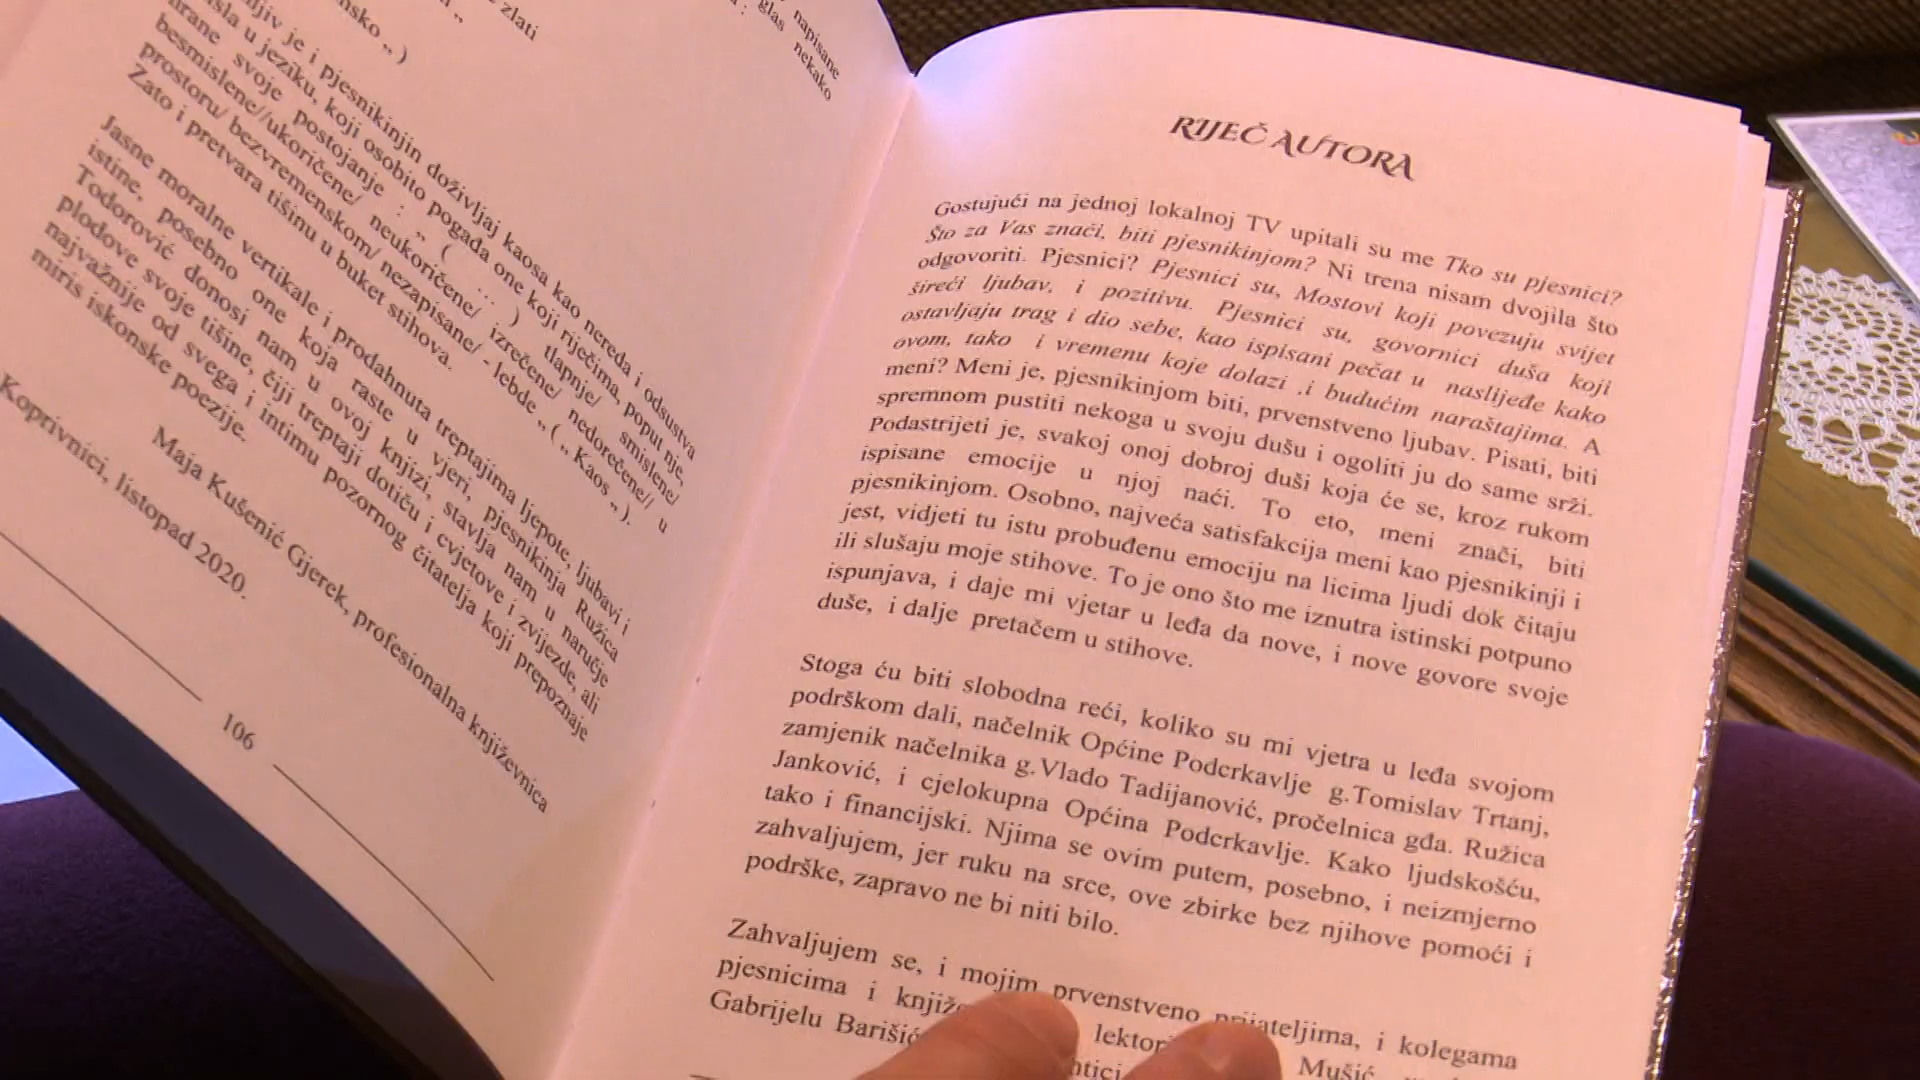 zlati
nsko „ )
ljiv je i pjesnikinjin doživljaj kaosa kao nereda i odsustva
isla u jeziku, koji osobito pogađa one koji riječima, poput nje,
hrane svoje postojanje : „ ( ... ) tlapnje/ smislene/
besmislene//ukoričene/ neukoričene/ izrečene/ nedorečene// u
prostoru/ bezvremenskom/ nezapisane/ - lebde „ ( „ Kaos „ ).
Zato i pretvara tišinu u buket stihova.
Jasne moralne vertikale i prodahnuta treptajima ljepote, ljubavi i
istine, posebno one koja raste u vjeri, pjesnikinja Ružica
Todorović donosi nam u ovoj knjizi, stavlja nam u naručje
plodove svoje tišine, čiji treptaji dotiču i cvjetove i zvijezde, ali
najvažnije od svega i intimu pozornog čitatelja koji prepoznaje
miris iskonske poezije.
Maja Kušenić Gjerek, profesionalna književnica
Koprivnici, listopad 2020.
106
napisane
glas nekako
RIJEČ AUTORA
Gostujući na jednoj lokalnoj TV upitali su me Tko su pjesnici?
Što za Vas znači, biti pjesnikinjom? Ni trena nisam dvojila što
odgovoriti. Pjesnici? Pjesnici su, Mostovi koji povezuju svijet
šireći ljubav, i pozitivu. Pjesnici su, govornici duša koji
ostavljaju trag i dio sebe, kao ispisani pečat u naslijeđe kako
ovom, tako i vremenu koje dolazi ,i budućim naraštajima. A
meni? Meni je, pjesnikinjom biti, prvenstveno ljubav. Pisati, biti
spremnom pustiti nekoga u svoju dušu i ogoliti ju do same srži.
Podastrijeti je, svakoj onoj dobroj duši koja će se, kroz rukom
ispisane emocije u njoj naći. To eto, meni znači, biti
pjesnikinjom. Osobno, najveća satisfakcija meni kao pjesnikinji i
jest, vidjeti tu istu probuđenu emociju na licima ljudi dok čitaju
ili slušaju moje stihove. To je ono što me iznutra istinski potpuno
ispunjava, i daje mi vjetar u leđa da nove, i nove govore svoje
duše, i dalje pretačem u stihove.
Stoga ću biti slobodna reći, koliko su mi vjetra u leđa svojom
podrškom dali, načelnik Općine Podcrkavlje g.Tomislav Trtanj,
zamjenik načelnika g.Vlado Tadijanović, pročelnica gđa. Ružica
Janković, i cjelokupna Općina Podcrkavlje. Kako ljudskošću,
tako i financijski. Njima se ovim putem, posebno, i neizmjerno
zahvaljujem, jer ruku na srce, ove zbirke bez njihove pomoći i
podrške, zapravo ne bi niti bilo.
Zahvaljujem se, i mojim prvenstveno prijateljima, i kolegama
pjesnicima i knjiže lektor Mušić
Gabrijelu Barišić